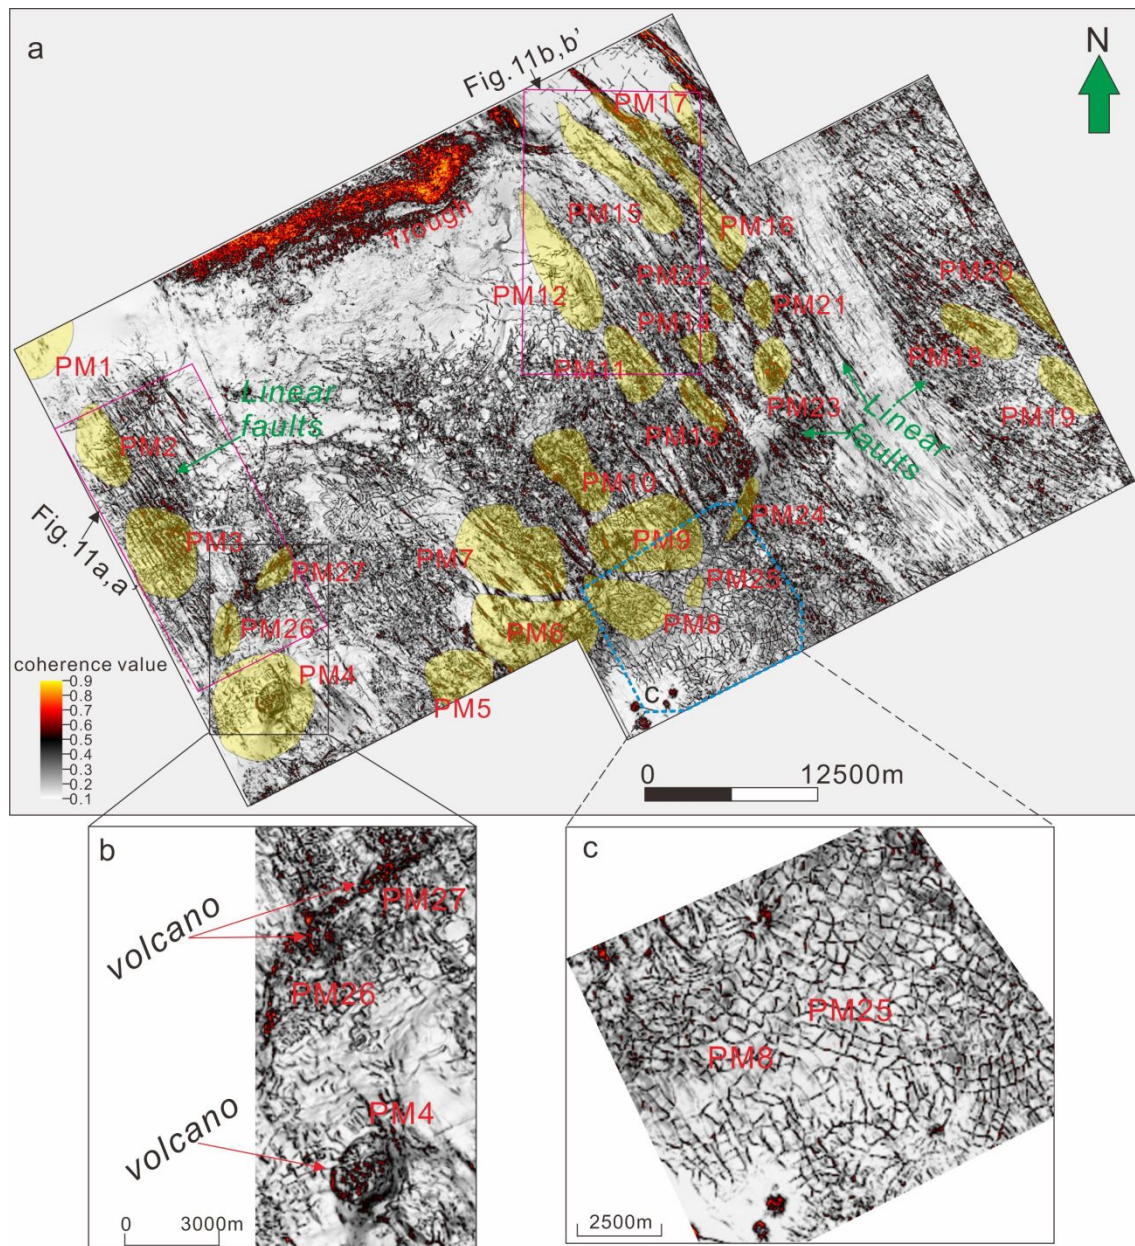 a
Fig.11b,b'
N
PM17
Trough
PM15
PM16
PM22
PM20
PM12
PM21
PM14
PM1
PM11
PM18
Linear
faults
PM23
PM19
PM2
PM13
Linear
faults
PM10
Fig.11a,a'
PM3
PM7
PM9
PM24
PM27
PM25
PM26
PM6
PM8
coherence value
PM4
0.9
0.8
0.7
0.6
0.5
0.4
0.3
0.2
0.1
PM5
c
0 12500m
b
volcano
PM27
PM26
volcano
PM4
0 3000m
c
PM25
PM8
2500m